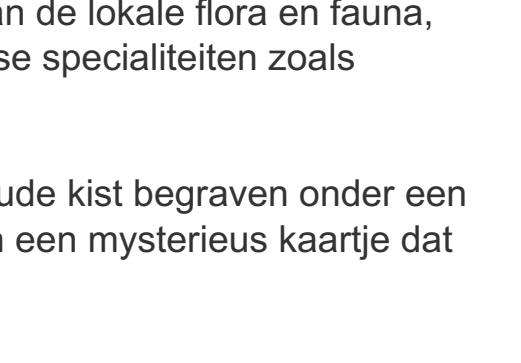 an de lokale flora en fauna,
se specialiteiten zoals
ude kist begraven onder een
een mysterieus kaartje dat